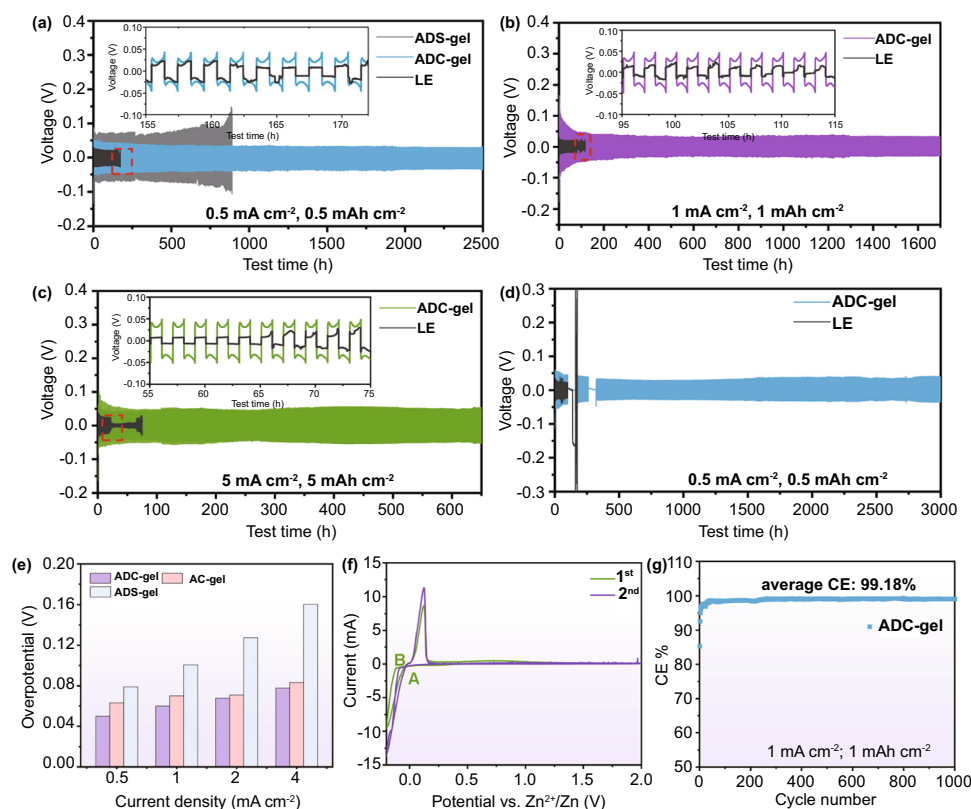 (a)
0.4
0.3
0.2
0.1
0.0
-0.1
-0.2
Voltage (V)
0.10
0.05
0.00
-0.05
-0.10
Voltage (V)
155 160 165 170
Test time (h)
ADS-gel
ADC-gel
LE
0.5 mA cm-2, 0.5 mAh cm-2
0 500 1000 1500 2000 2500
Test time (h)
(b)
0.4
0.3
0.2
0.1
0.0
-0.1
-0.2
Voltage (V)
0.10
0.05
0.00
-0.05
-0.10
Voltage (V)
95 100 105 110 115
Test time (h)
ADC-gel
LE
1 mA cm-2, 1 mAh cm-2
0 200 400 600 800 1000 1200 1400 1600
Test time (h)
(c)
0.4
0.3
0.2
0.1
0.0
-0.1
-0.2
Voltage (V)
0.10
0.05
0.00
-0.05
-0.10
Voltage (V)
55 60 65 70 75
Test time (h)
ADC-gel
LE
5 mA cm-2, 5 mAh cm-2
0 100 200 300 400 500 600
Test time (h)
(d)
0.3
0.2
0.1
0.0
-0.1
-0.2
-0.3
Voltage (V)
ADC-gel
LE
0.5 mA cm-2, 0.5 mAh cm-2
0 500 1000 1500 2000 2500 3000
Test time (h)
(e)
0.20
0.16
0.12
0.08
0.04
0.00
Overpotential (V)
ADC-gel AC-gel
ADS-gel
0.5 1 2 4
Current density (mA cm-2)
(f)
15
10
5
0
-5
-10
-15
Current (mA)
1st
2nd
B
A
0.0 0.5 1.0 1.5 2.0
Potential vs. Zn2+/Zn (V)
(g)
110
100
90
80
70
60
50
CE %
average CE: 99.18%
ADC-gel
1 mA cm-2; 1 mAh cm-2
0 200 400 600 800 1000
Cycle number